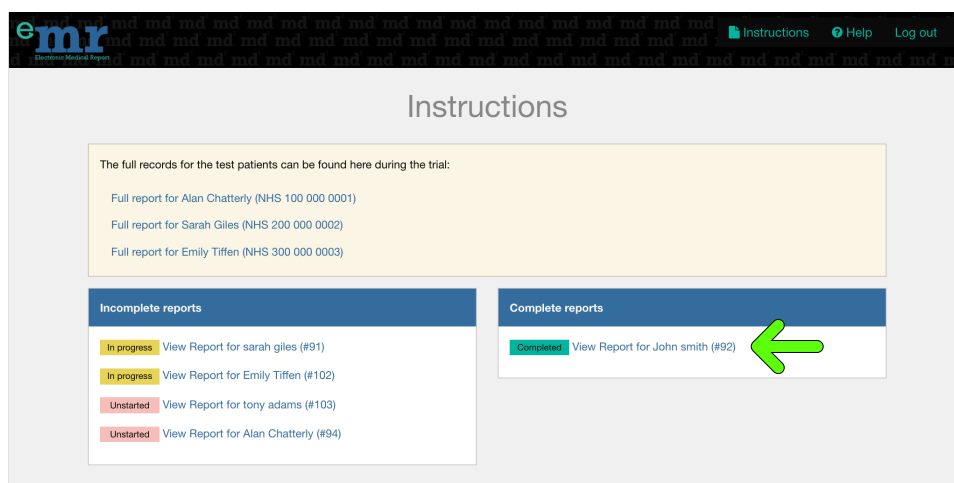 emr
Electronic Medical Report
Instructions
Help
Log out
Instructions
The full records for the test patients can be found here during the trial:
Full report for Alan Chatterly (NHS 100 000 0001)
Full report for Sarah Giles (NHS 200 000 0002)
Full report for Emily Tiffen (NHS 300 000 0003)
Incomplete reports
In progress View Report for sarah giles (#91)
In progress View Report for Emily Tiffen (#102)
Unstarted View Report for tony adams (#103)
Unstarted View Report for Alan Chatterly (#94)
Complete reports
Completed View Report for John smith (#92)